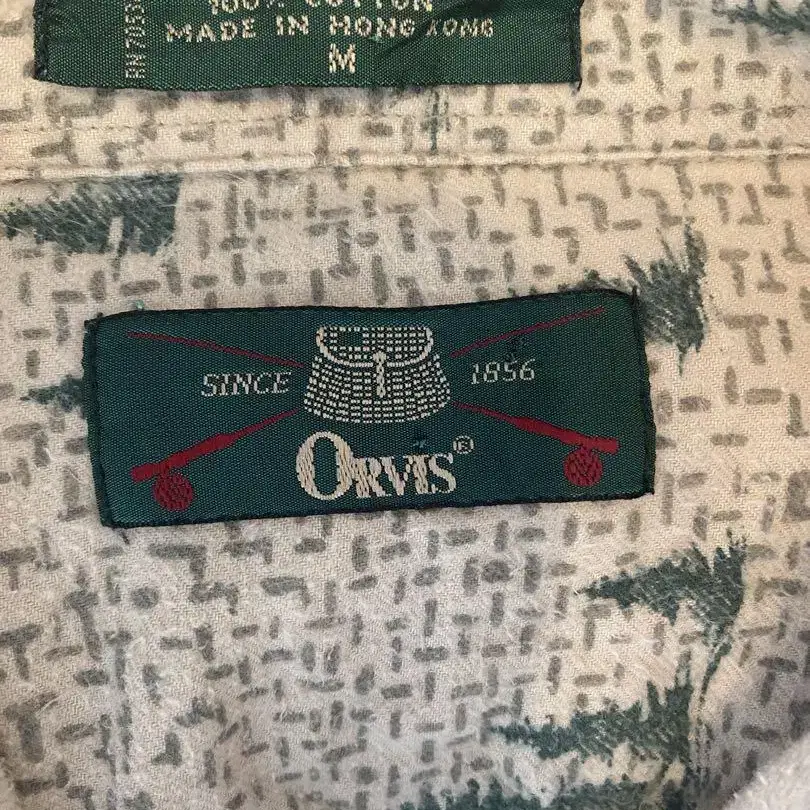 100% COTTON
MADE IN HONG KONG
M
SINCE
1856
ORVIS®